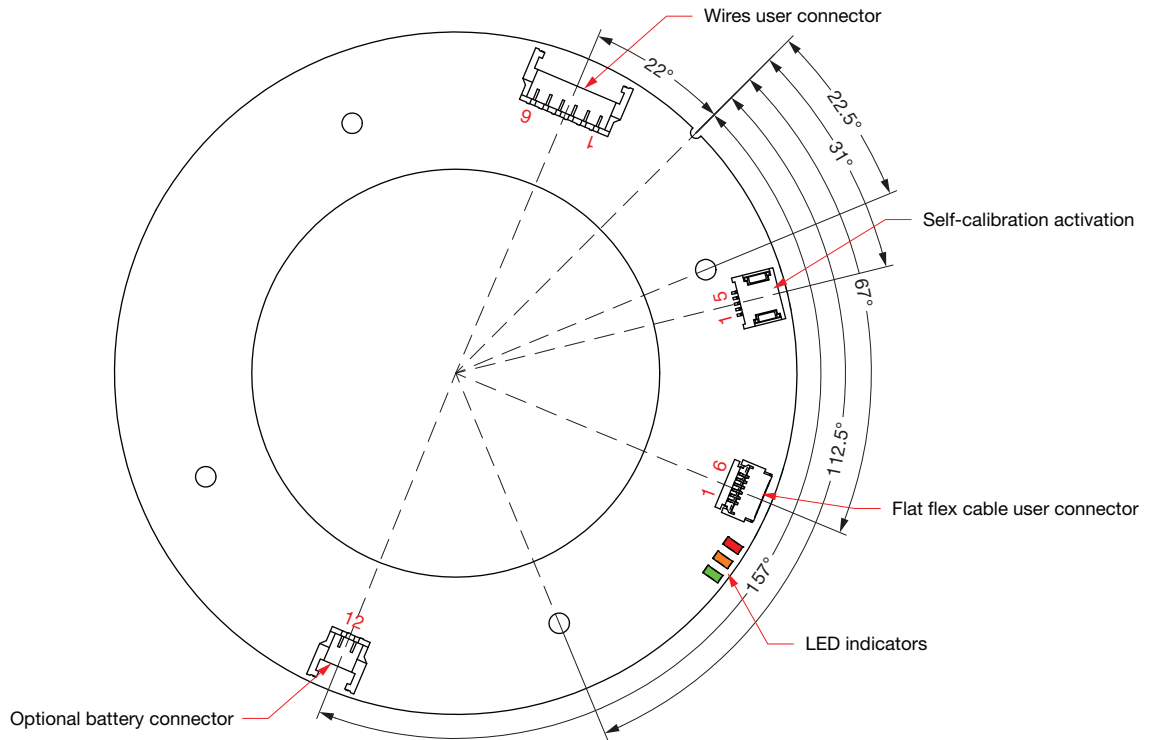 Wires user connector
22°
22.5°
31°
6
1
Self-calibration activation
67°
5
1
112.5°
6
1
Flat flex cable user connector
157°
12
LED indicators
Optional battery connector